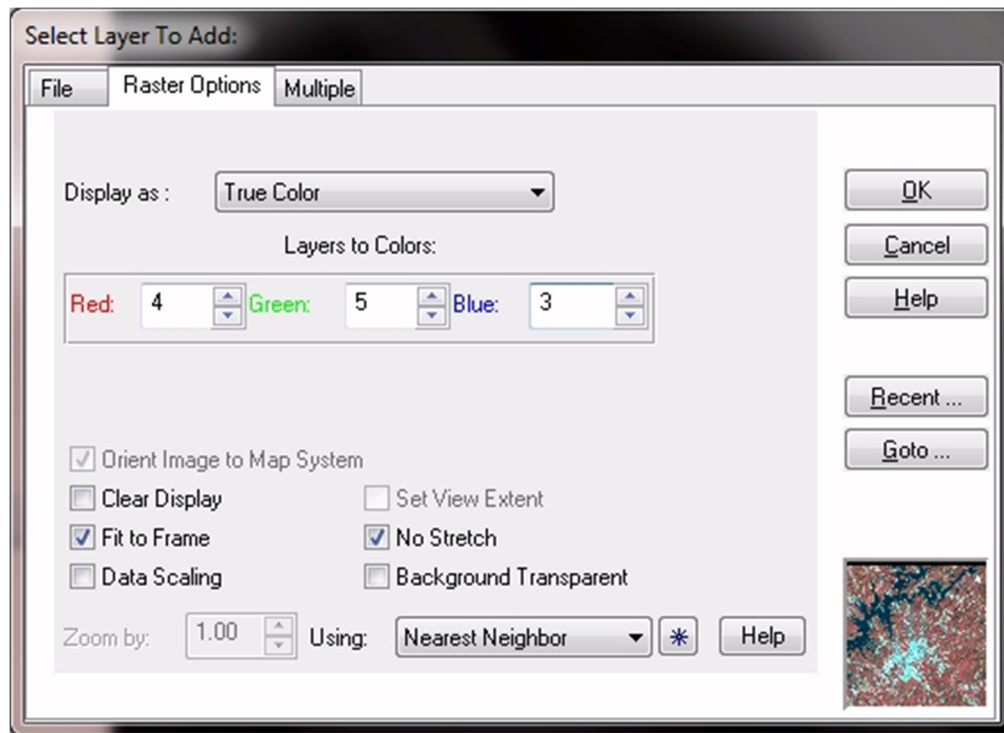 Select Layer To Add:
File Raster Options Multiple
Display as : True Color
OK
Layers to Colors:
Cancel
Red: 4 Green: 5 Blue: 3
Help
Recent ...
Goto ...
Orient Image to Map System
Clear Display Set View Extent
Fit to Frame No Stretch
Data Scaling Background Transparent
Zoom by: 1.00 Using: Nearest Neighbor * Help